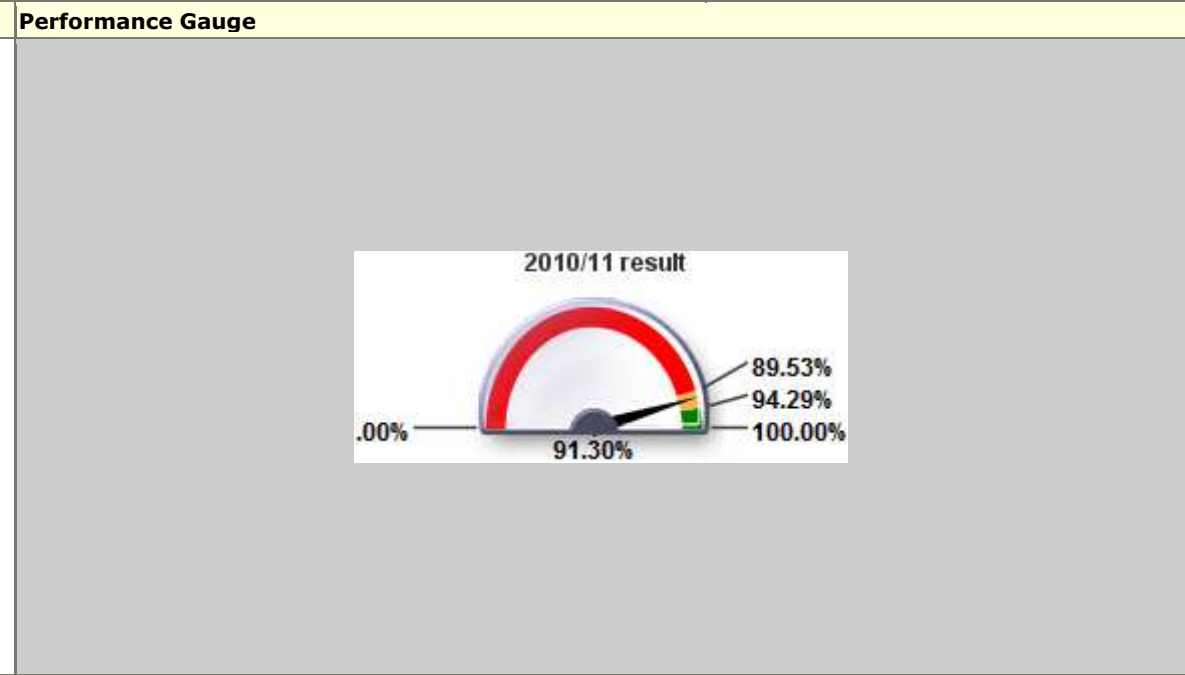 Performance Gauge
2010/11 result
89.53%
94.29%
.00%
100.00%
91.30%